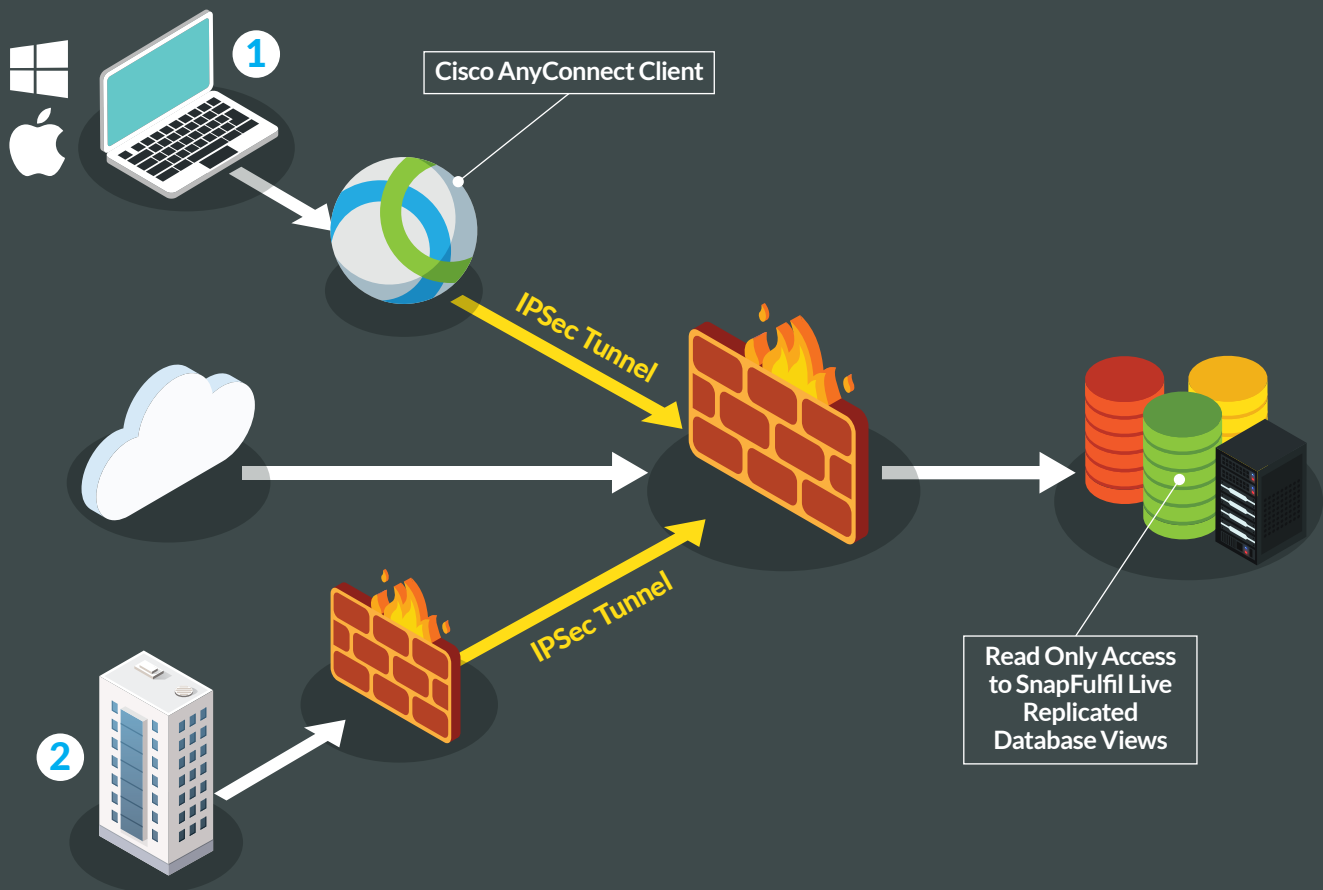 1
Cisco AnyConnect Client
IPSec Tunnel
IPSec Tunnel
Read Only Access
to SnapFulfil Live
Replicated
Database Views
2